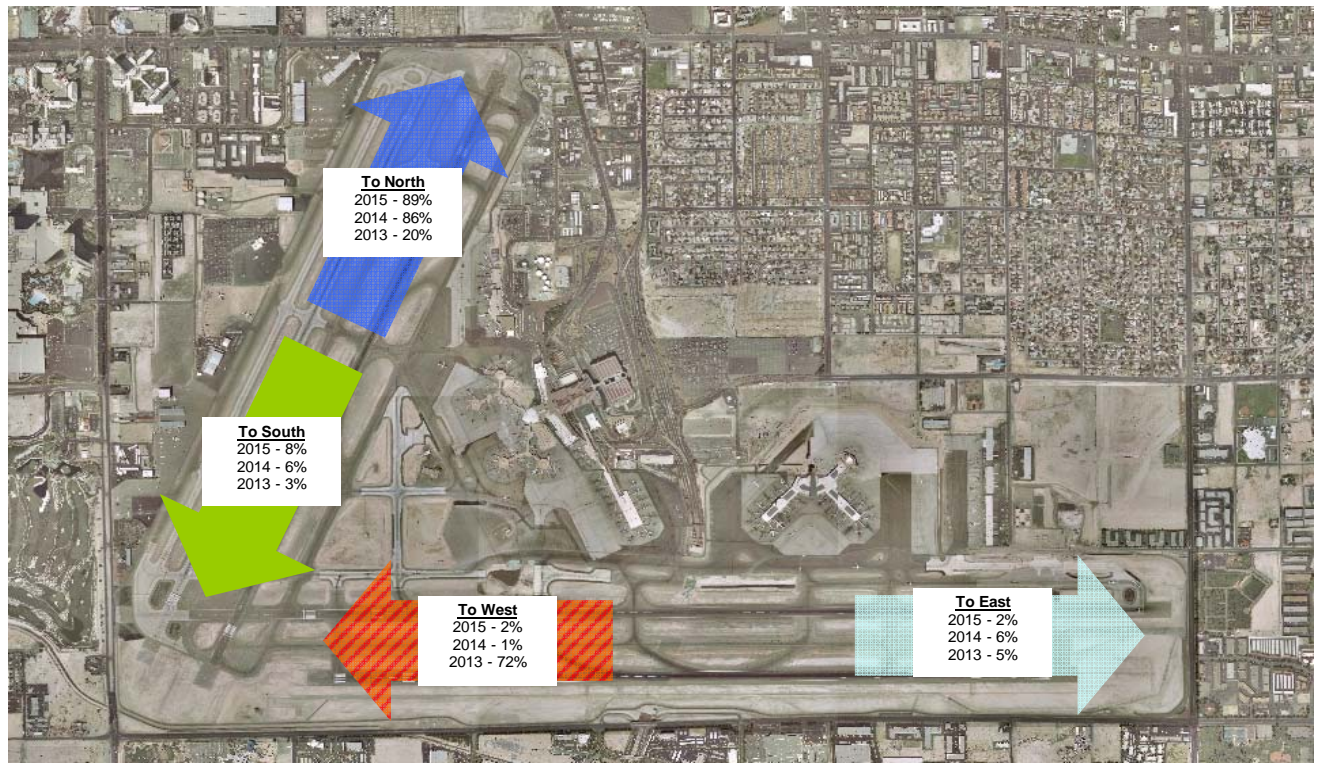 To North
2015 - 89%
2014 - 86%
2013 - 20%
To South
2015 - 8%
2014 - 6%
2013 - 3%
To West
2015 - 2%
2014 - 1%
2013 - 72%
To East
2015 - 2%
2014 - 6%
2013 - 5%